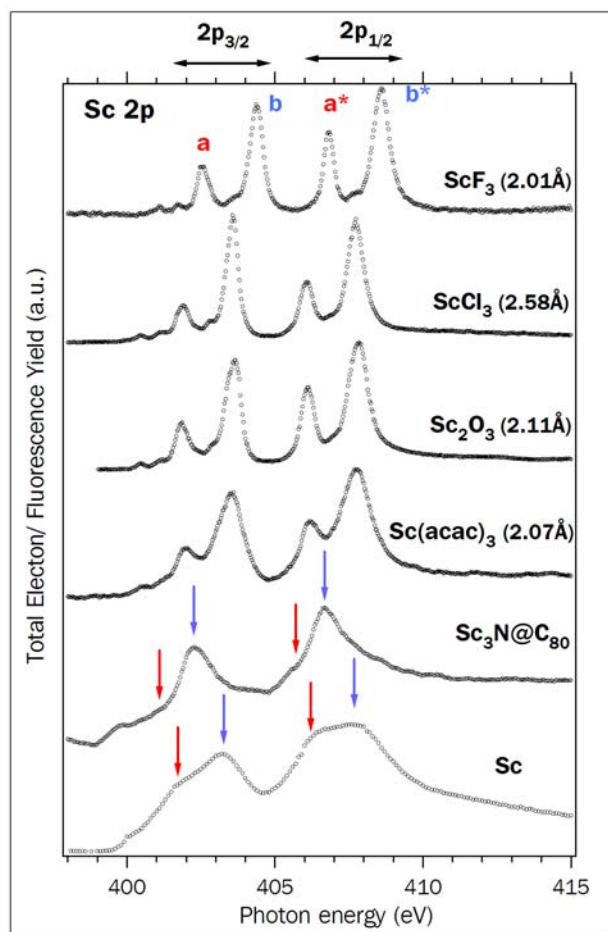 2p3/2 2p1/2
Sc 2p
a b a* b*
ScF3 (2.01Å)
ScCl3 (2.58Å)
Sc2O3 (2.11Å)
Sc(acac)3 (2.07Å)
Sc3N@C80
Sc
Total Electon/ Fluorescence Yield (a.u.)
400 405 410 415
Photon energy (eV)